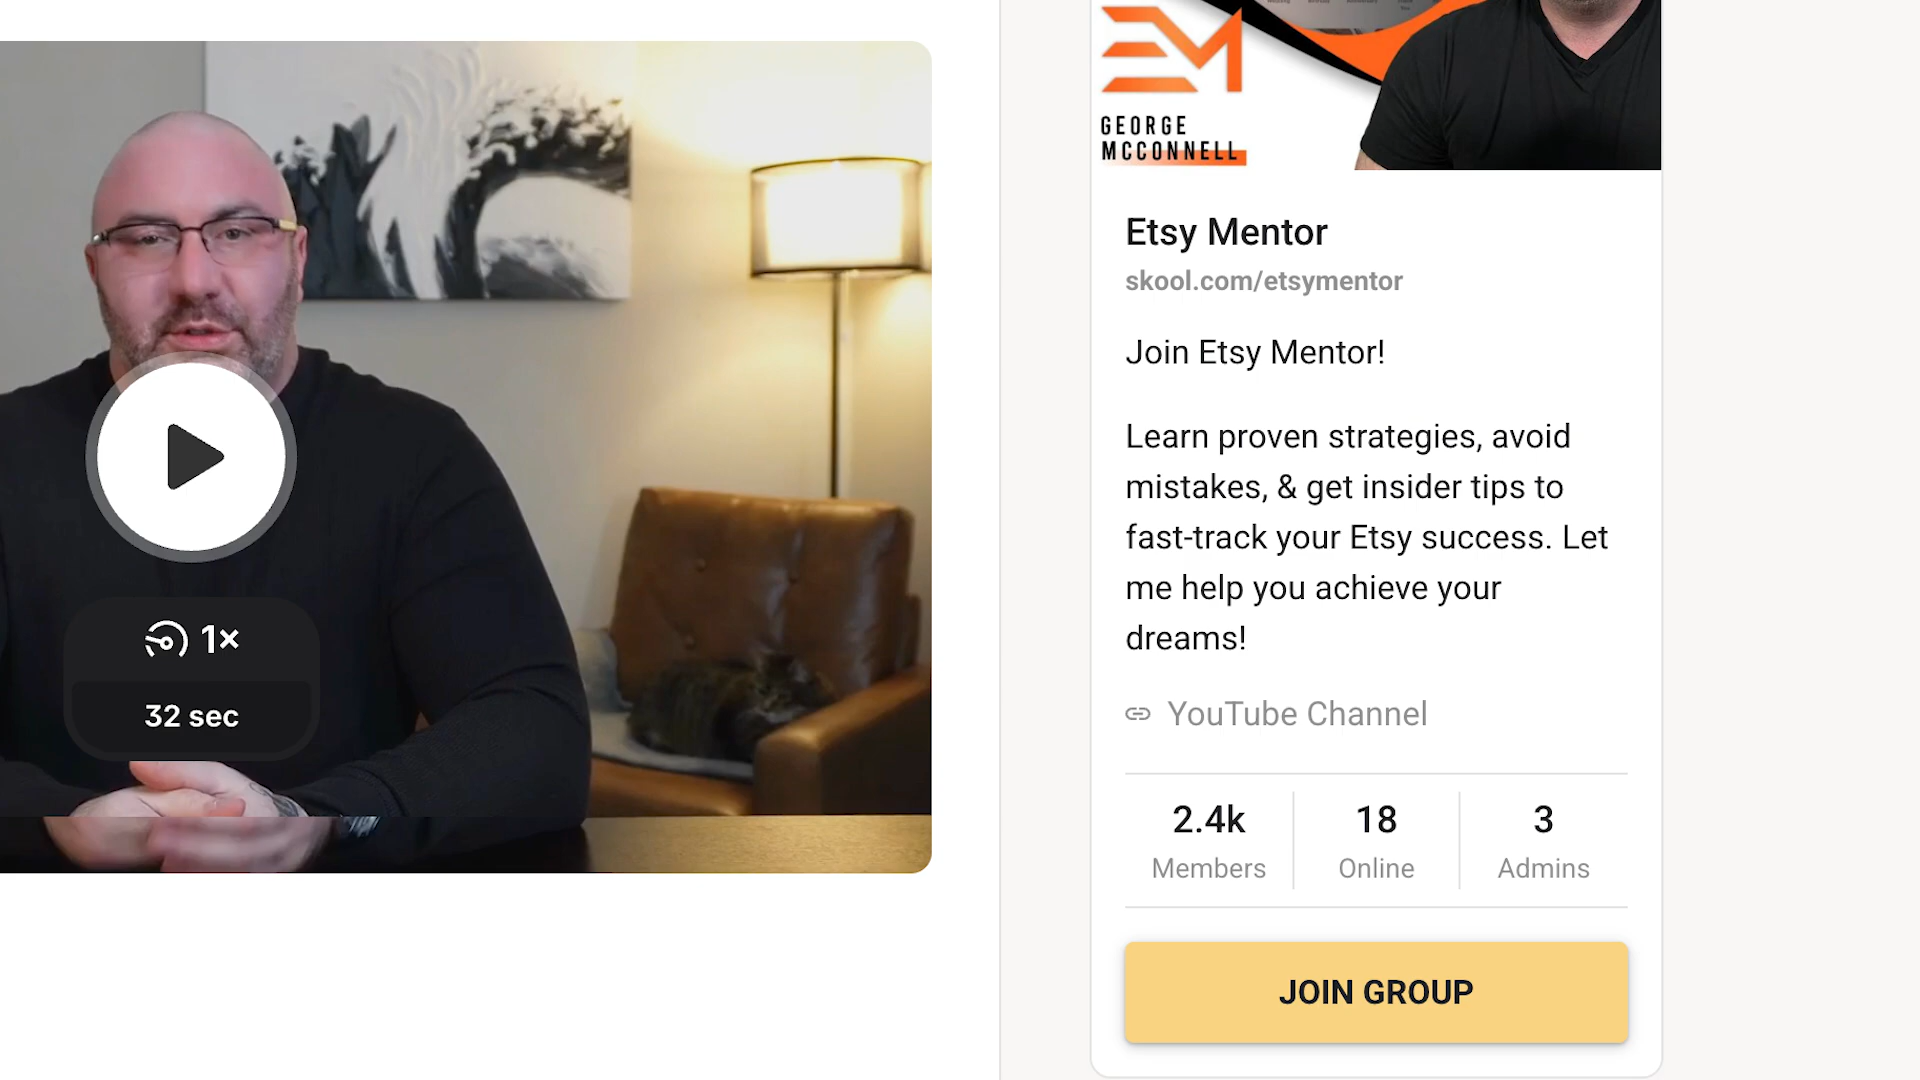 1×
32 sec
EM
GEORGE
MCCONNELL
Etsy Mentor
skool.com/etsymentor
Join Etsy Mentor!
Learn proven strategies, avoid
mistakes, & get insider tips to
fast-track your Etsy success. Let
me help you achieve your
dreams!
YouTube Channel
2.4k
Members
18
Online
3
Admins
JOIN GROUP